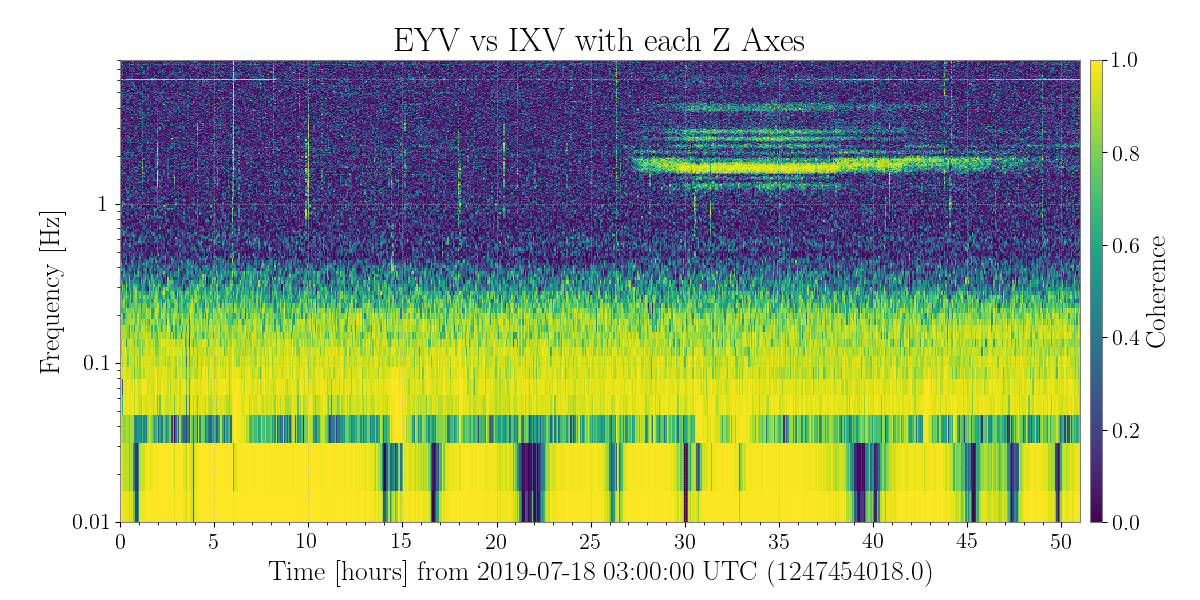 EYV vs IXV with each Z Axes
Frequency [Hz]
1
0.1
0.01
0 5 10 15 20 25 30 35 40 45 50
Time [hours] from 2019-07-18 03:00:00 UTC (1247454018.0)
1.0
0.8
0.6
0.4
0.2
0.0
Coherence